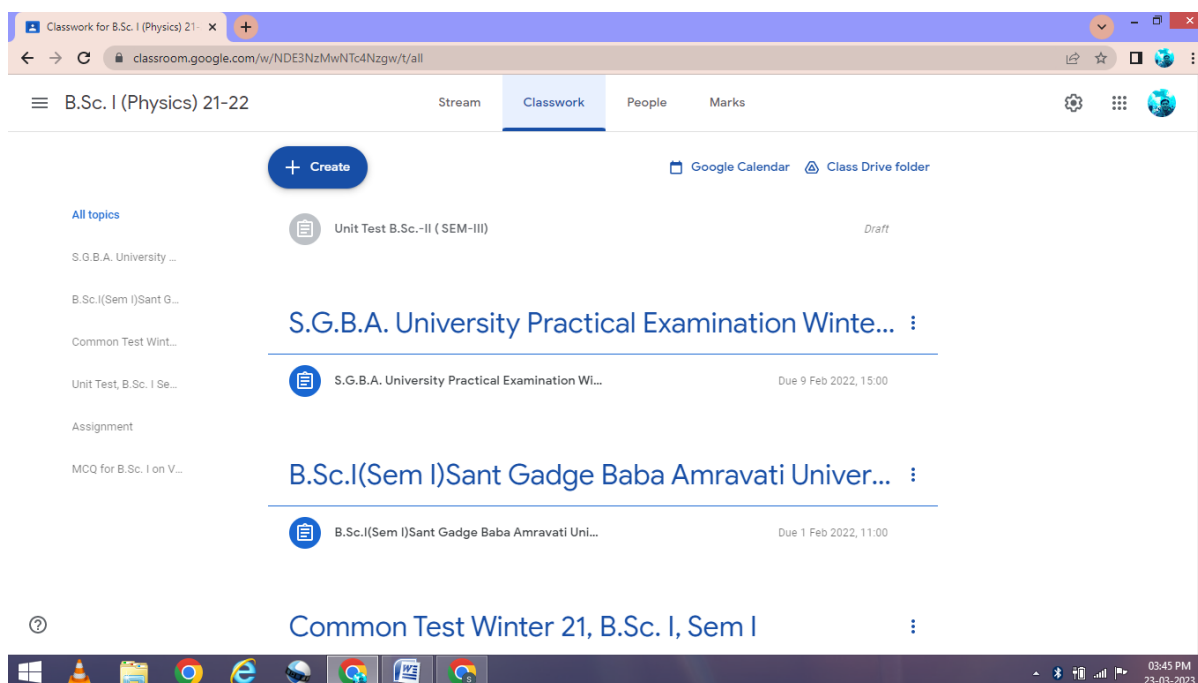 Classwork for B.Sc. I (Physics) 21-
classroom.google.com/w/NDE3NzMwNTc4Nzgw/t/all
B.Sc. I (Physics) 21-22
Stream
Classwork
People
Marks
Create
Google Calendar
Class Drive folder
All topics
S.G.B.A. University ...
B.Sc.I(Sem I)Sant G...
Common Test Wint...
Unit Test, B.Sc. I Se...
Assignment
MCQ for B.Sc. I on V...
Unit Test B.Sc.-II ( SEM-III)
Draft
S.G.B.A. University Practical Examination Winte...
S.G.B.A. University Practical Examination Wi...
Due 9 Feb 2022, 15:00
B.Sc.I(Sem I)Sant Gadge Baba Amravati Univer...
B.Sc.I(Sem I)Sant Gadge Baba Amravati Uni...
Due 1 Feb 2022, 11:00
Common Test Winter 21, B.Sc. I, Sem I
03:45 PM
23-03-2023